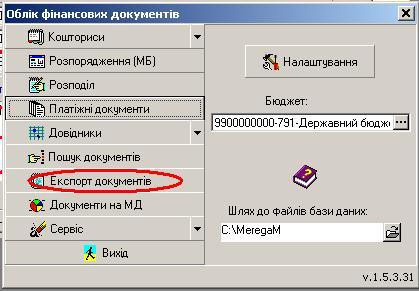 Облік фінансових документів
Кошториси
Розпорядження (МБ)
Розподіл
Платіжні документи
Довідники
Пошук документів
Експорт документів
Документи на МД
Сервіс
Вихід
Налаштування
Бюджет:
9900000000-791-Державний бюдже
Шлях до файлів бази даних:
C:\MeregaM
v.1.5.3.31